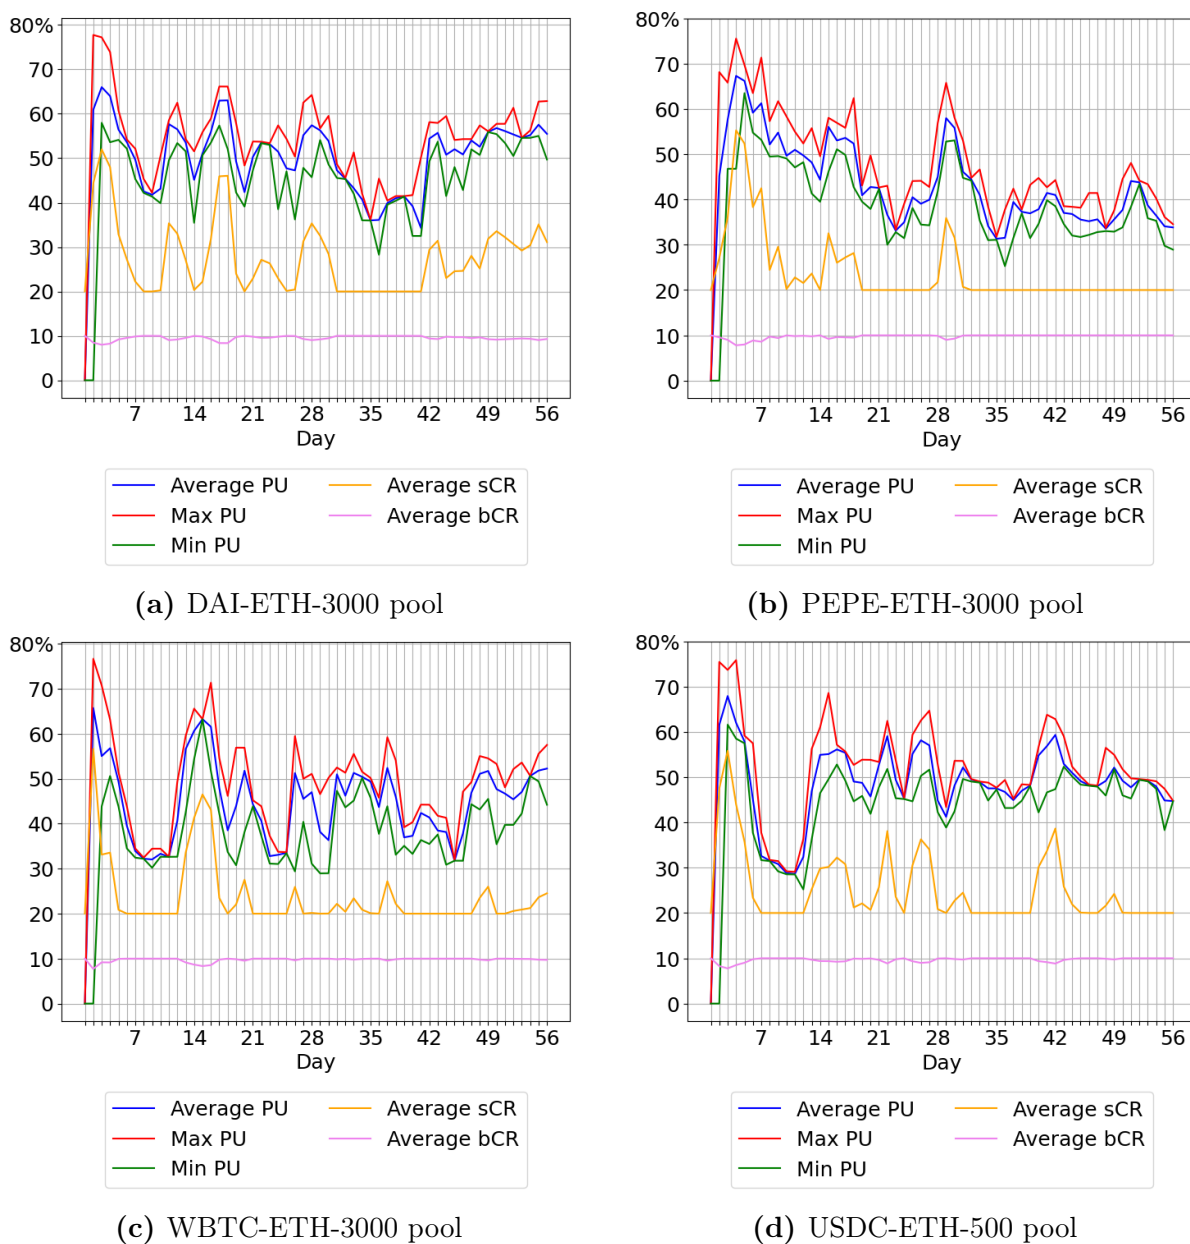 80%
70
60
50
40
30
20
10
0
7 14 21 28 35 42 49 56
Day
Average PU
Max PU
Min PU
Average sCR
Average bCR
(a) DAI-ETH-3000 pool
80%
70
60
50
40
30
20
10
0
7 14 21 28 35 42 49 56
Day
Average PU
Max PU
Min PU
Average sCR
Average bCR
(b) PEPE-ETH-3000 pool
80%
70
60
50
40
30
20
10
0
7 14 21 28 35 42 49 56
Day
Average PU
Max PU
Min PU
Average sCR
Average bCR
(c) WBTC-ETH-3000 pool
80%
70
60
50
40
30
20
10
0
7 14 21 28 35 42 49 56
Day
Average PU
Max PU
Min PU
Average sCR
Average bCR
(d) USDC-ETH-500 pool